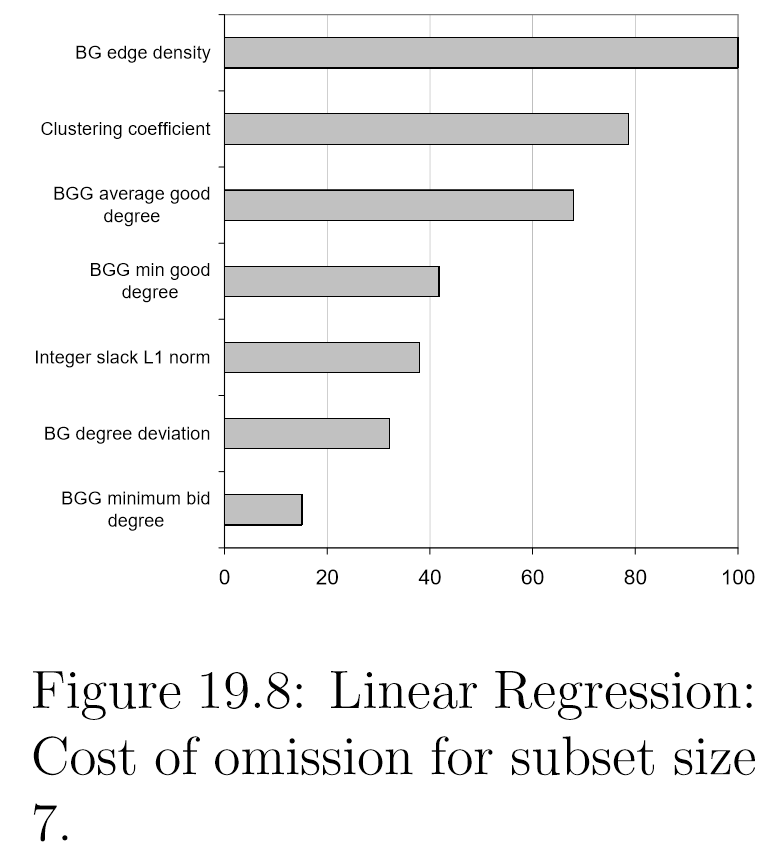 BG edge density
Clustering coefficient
BGG average good
degree
BGG min good
degree
Integer slack L1 norm
BG degree deviation
BGG minimum bid
degree
0 20 40 60 80 100
Figure 19.8: Linear Regression:
Cost of omission for subset size
7.